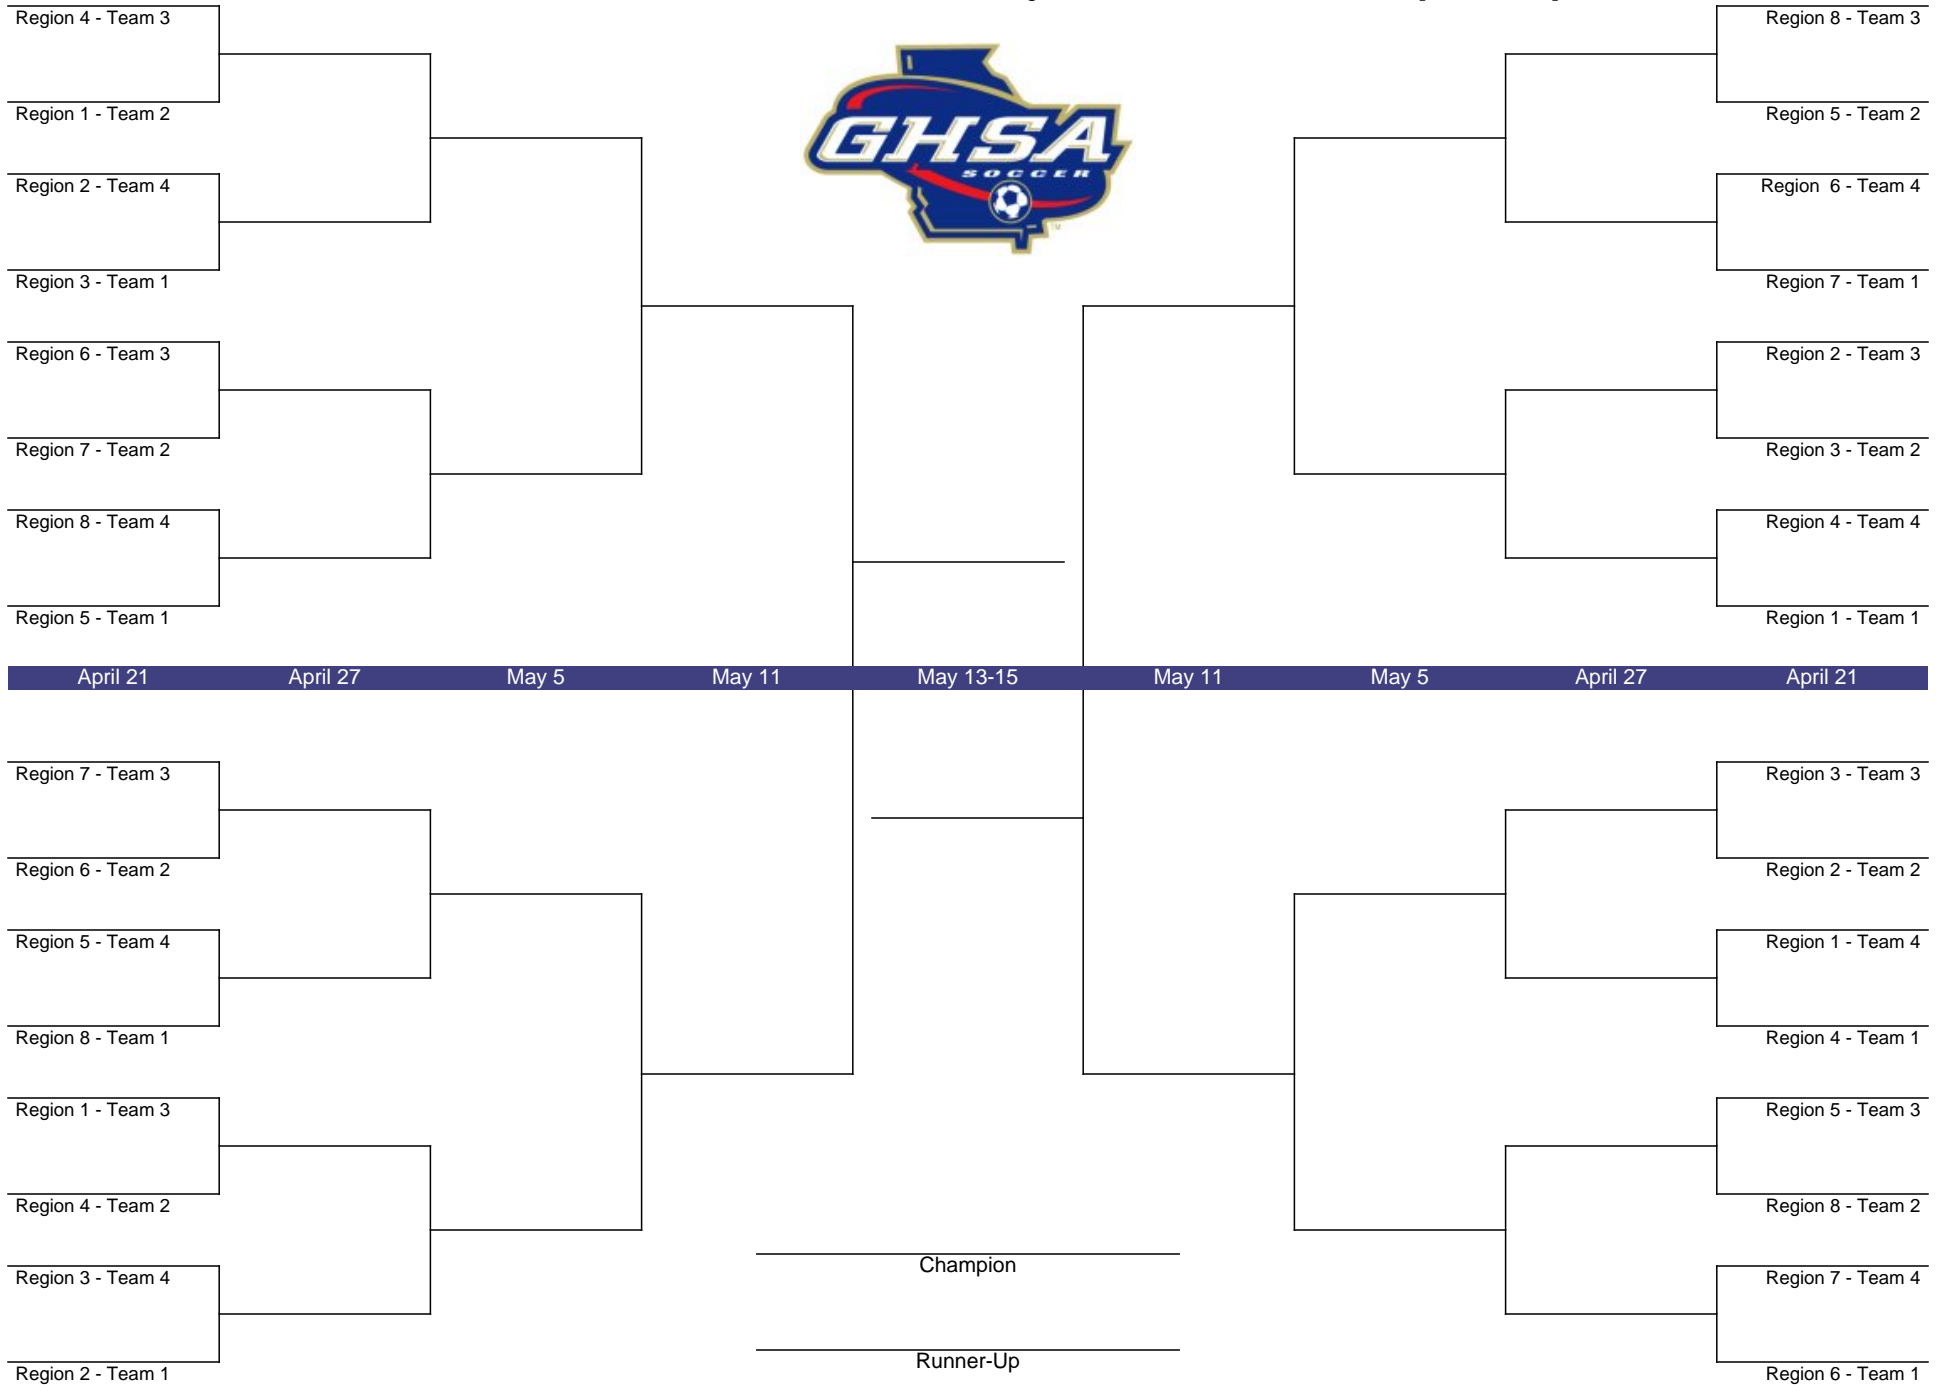 Region 4 - Team 3
Region 1 - Team 2
Region 2 - Team 4
Region 3 - Team 1
Region 6 - Team 3
Region 7 - Team 2
Region 8 - Team 4
Region 5 - Team 1
GHSA
SOCCER
TM
Region 8 - Team 3
Region 5 - Team 2
Region  6 - Team 4
Region 7 - Team 1
Region 2 - Team 3
Region 3 - Team 2
Region 4 - Team 4
Region 1 - Team 1
April 21 April 27 May 5 May 11 May 13-15 May 11 May 5 April 27 April 21
Region 7 - Team 3
Region 6 - Team 2
Region 5 - Team 4
Region 8 - Team 1
Region 1 - Team 3
Region 4 - Team 2
Region 3 - Team 4
Region 2 - Team 1
Champion
Runner-Up
Region 3 - Team 3
Region 2 - Team 2
Region 1 - Team 4
Region 4 - Team 1
Region 5 - Team 3
Region 8 - Team 2
Region 7 - Team 4
Region 6 - Team 1